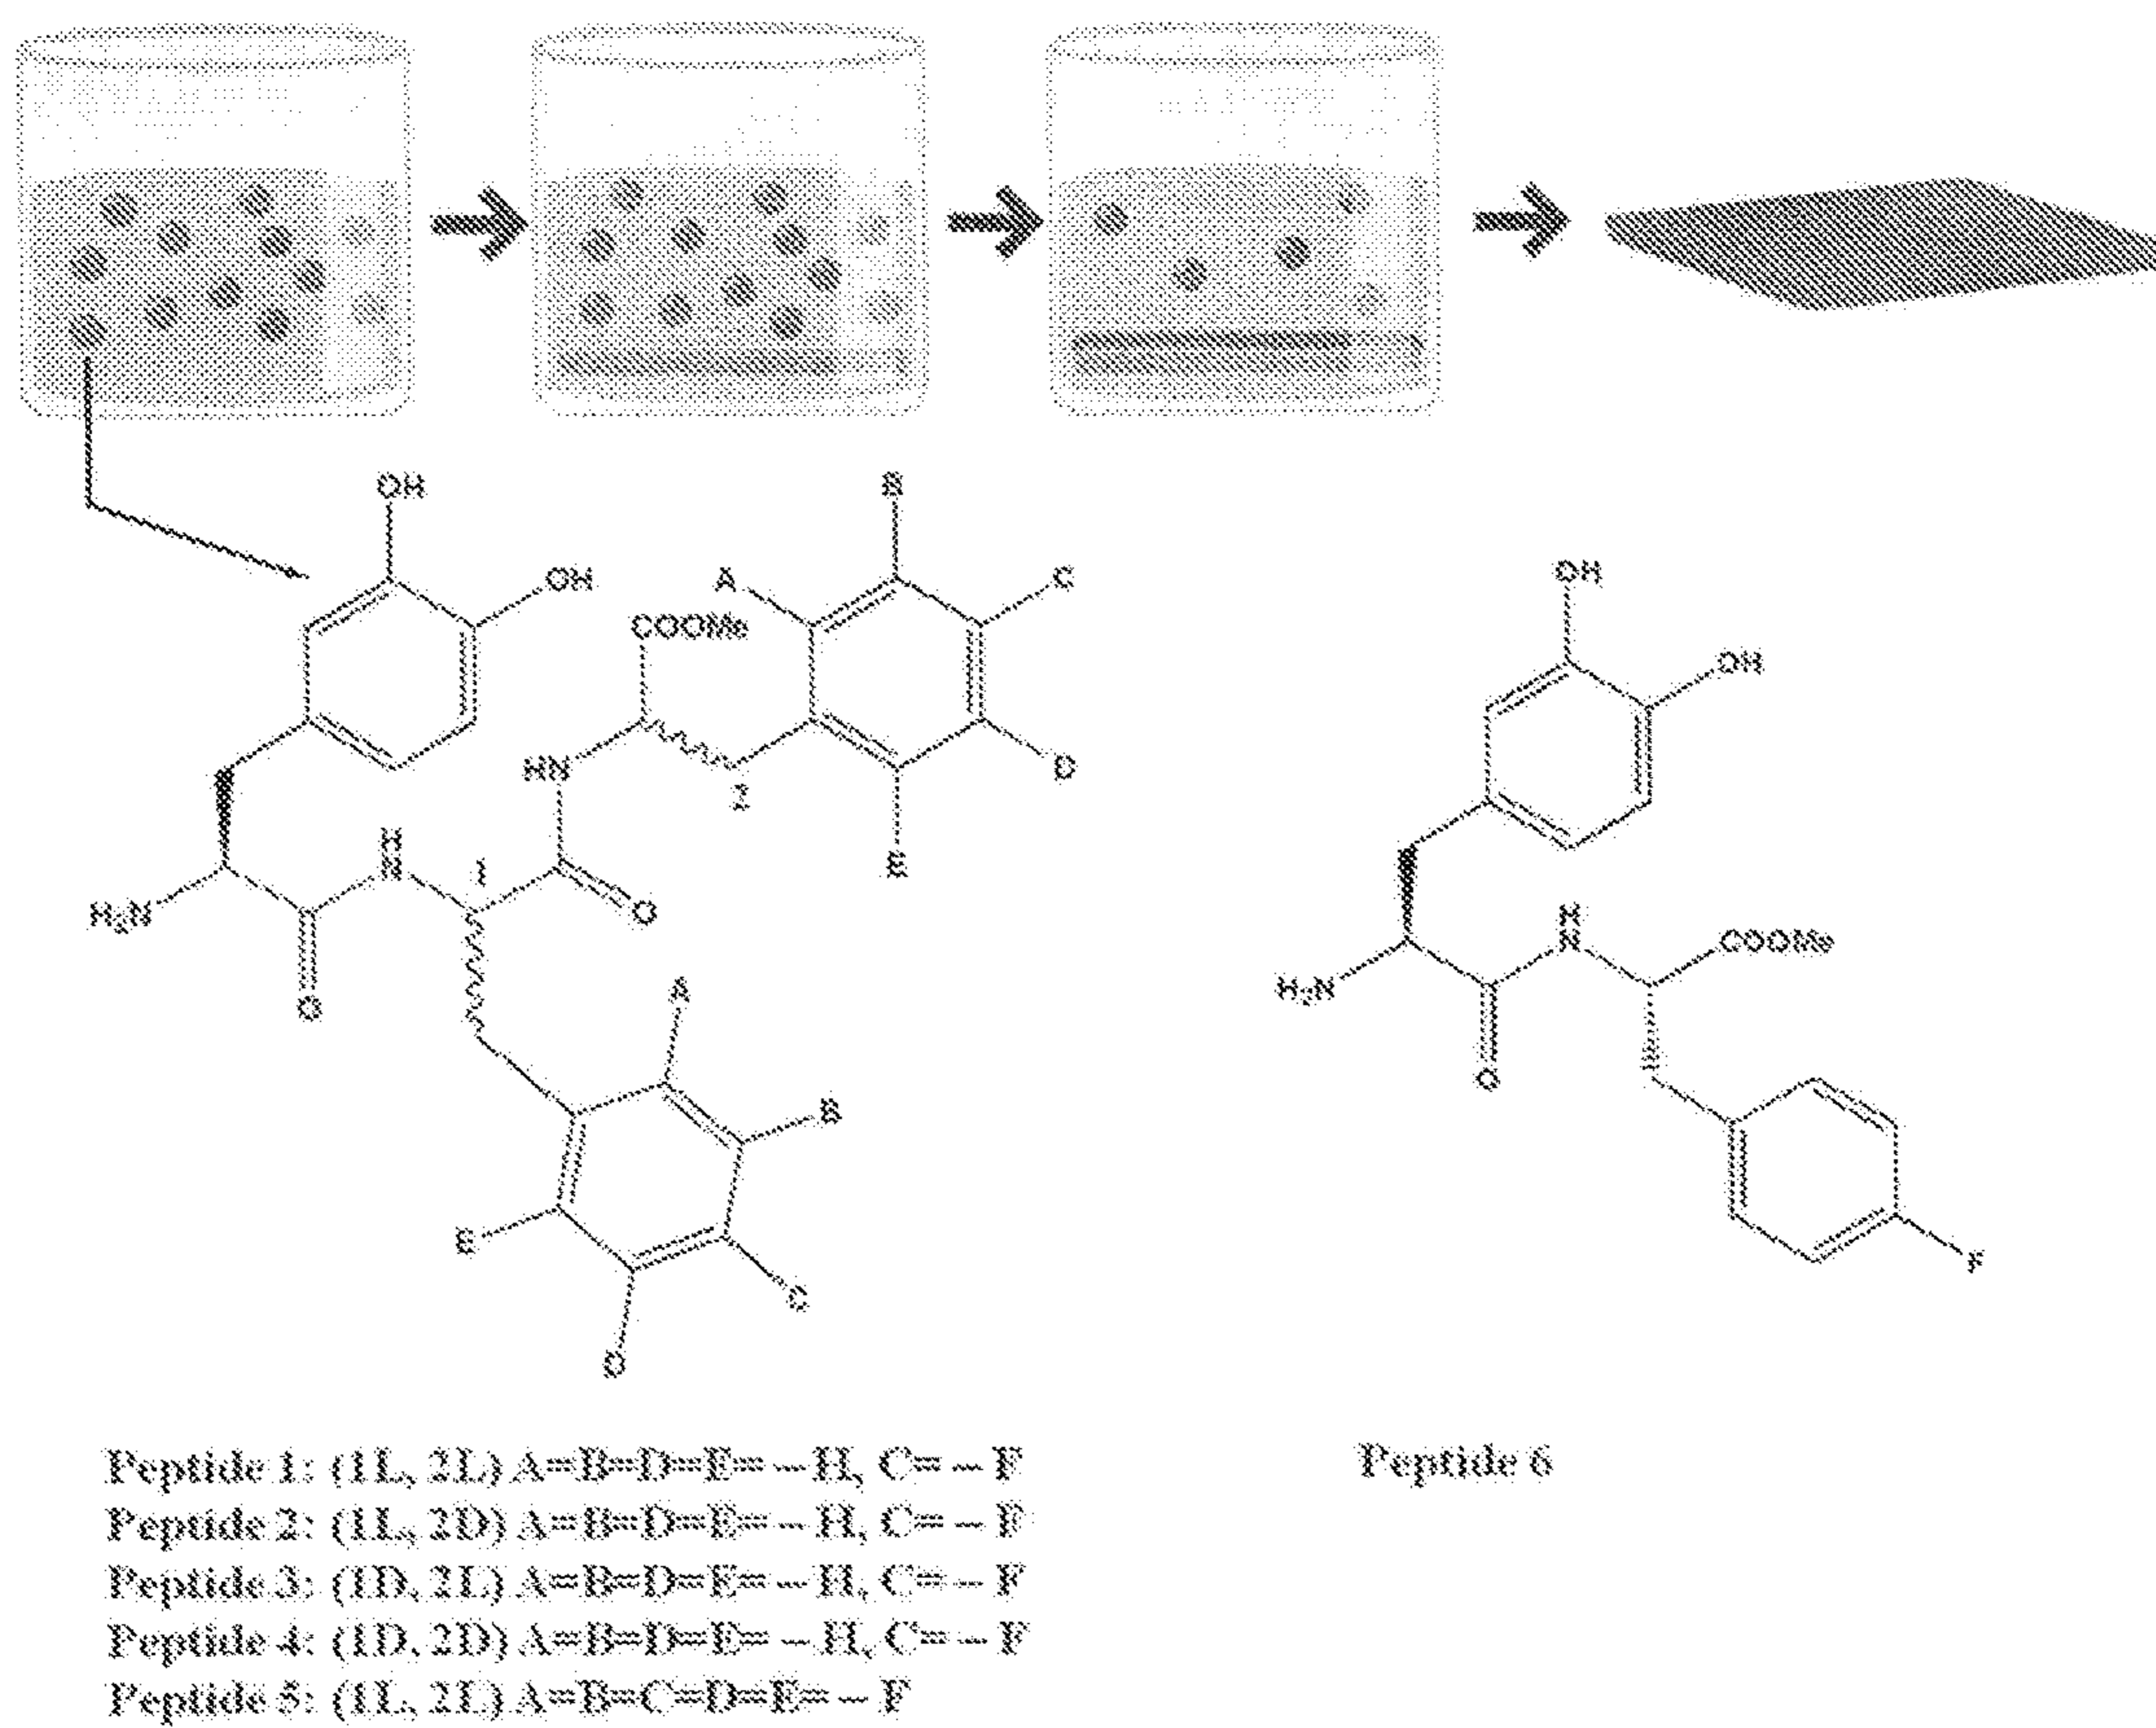 OH
B
OH
A
C
COOMe
OH
OH
HN
2
D
H
N
1
E
H₂N
O
O
H
N
COOMe
H₂N
A
O
B
E
C
F
D
Peptide 1: (1L, 2L) A=B=D=E= – H, C= – F
Peptide 6
Peptide 2: (1L, 2D) A=B=D=E= – H, C= – F
Peptide 3: (1D, 2L) A=B=D=E= – H, C= – F
Peptide 4: (1D, 2D) A=B=D=E= – H, C= – F
Peptide 5: (1L, 2L) A=B=C=D=E= – F